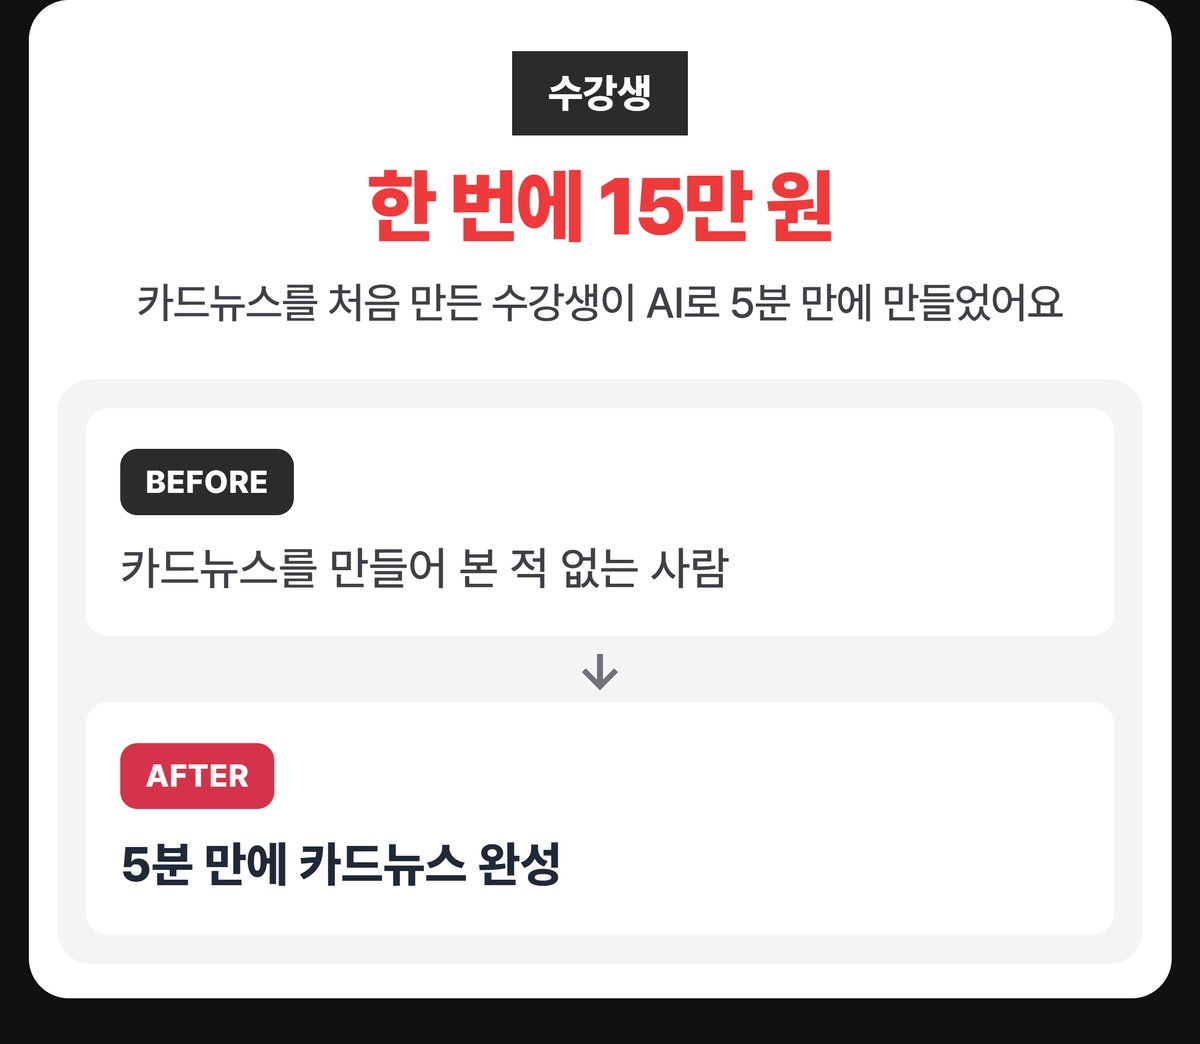 수강생
한 번에 15만 원
카드뉴스를 처음 만든 수강생이 AI로 5분 만에 만들었어요
BEFORE
카드뉴스를 만들어 본 적 없는 사람
↓
AFTER
5분 만에 카드뉴스 완성